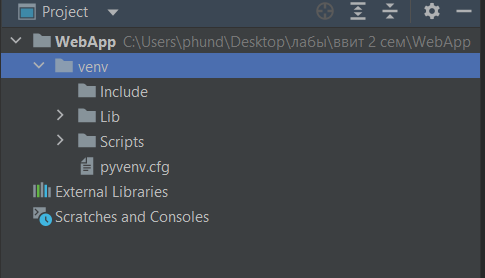 Project
WebApp C:\Users\phund\Desktop\лабы\ввит 2 сем\WebApp
venv
Include
Lib
Scripts
pyvenv.cfg
External Libraries
Scratches and Consoles